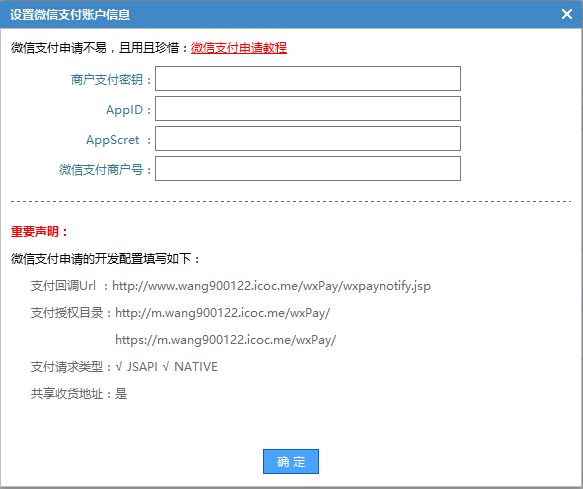 设置微信支付账户信息
微信支付申请不易，且用且珍惜：微信支付申请教程
商户支付密钥：
AppID：
AppScret ：
微信支付商户号：
重要声明：
微信支付申请的开发配置填写如下：
支付回调Url ：http://www.wang900122.icoc.me/wxPay/wxpaynotify.jsp
支付授权目录：http://m.wang900122.icoc.me/wxPay/
https://m.wang900122.icoc.me/wxPay/
支付请求类型：√ JSAPI √ NATIVE
共享收货地址：是
确 定